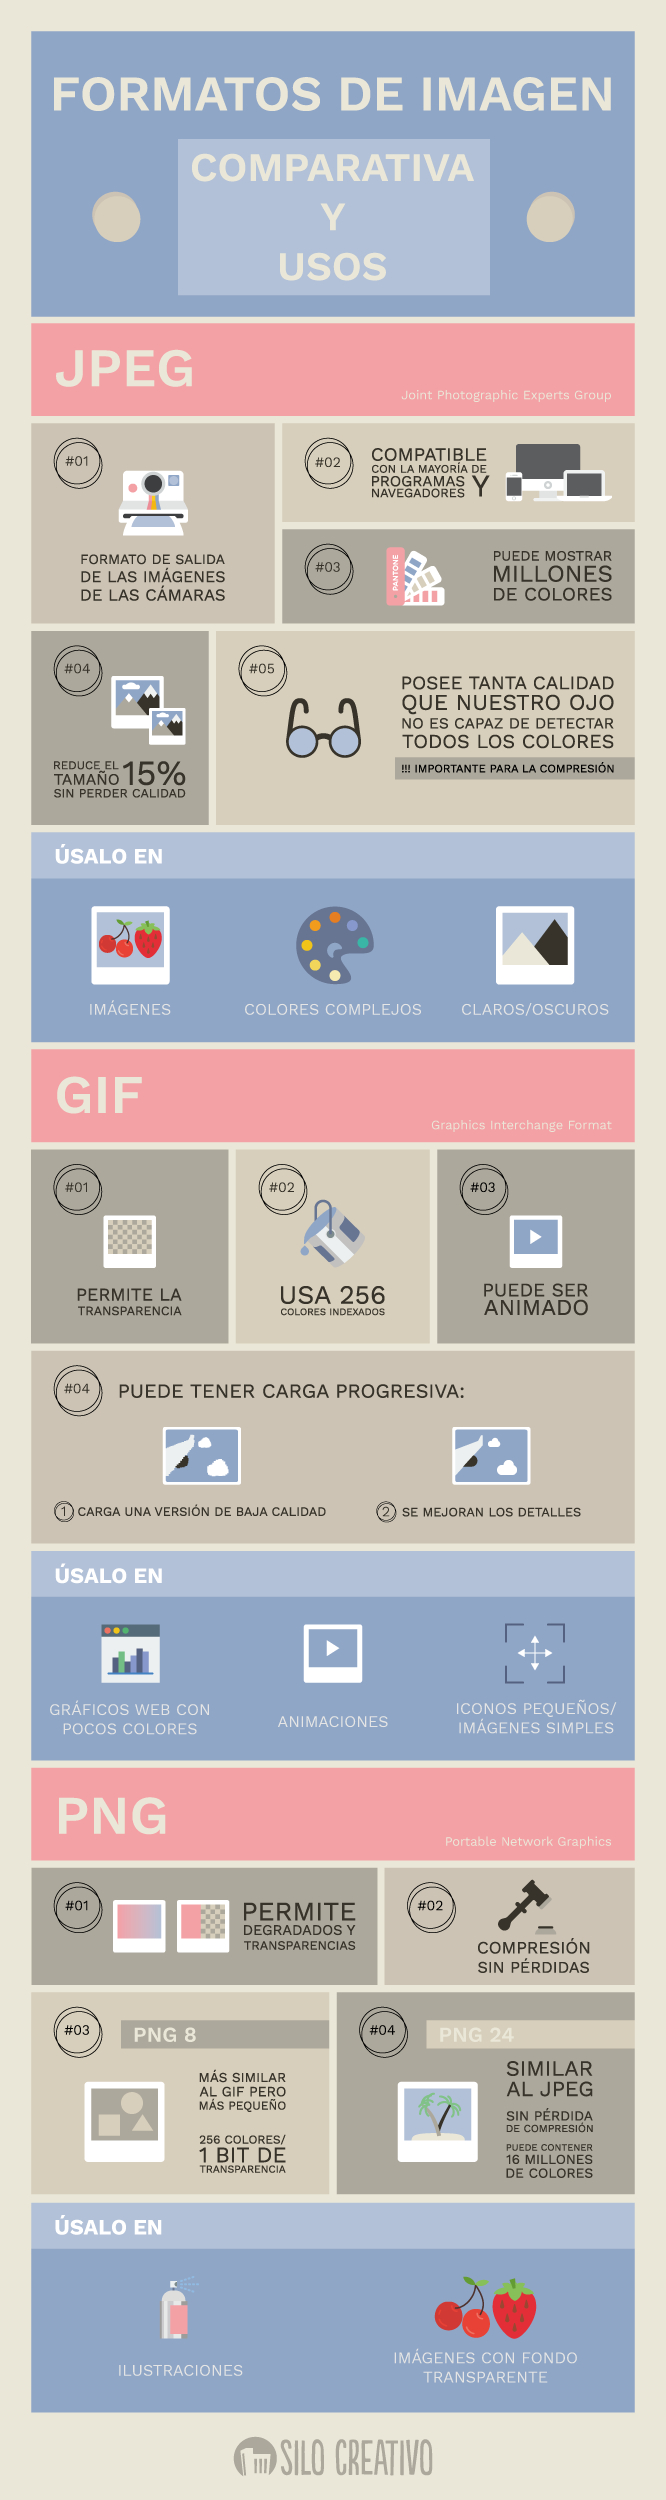 FORMATOS DE IMAGEN
COMPARATIVA
Y
USOS
JPEG
Joint Photographic Experts Group
#01
FORMATO DE SALIDA
DE LAS IMÁGENES
DE LAS CÁMARAS
#02
COMPATIBLE
CON LA MAYORÍA DE
PROGRAMAS Y
NAVEGADORES
#03
PANTONE
PUEDE MOSTRAR
MILLONES
DE COLORES
#04
REDUCE EL
TAMAÑO 15%
SIN PERDER CALIDAD
#05
POSEE TANTA CALIDAD
QUE NUESTRO OJO
NO ES CAPAZ DE DETECTAR
TODOS LOS COLORES
!!! IMPORTANTE PARA LA COMPRESIÓN
ÚSALO EN
IMÁGENES
COLORES COMPLEJOS
CLAROS/OSCUROS
GIF
Graphics Interchange Format
#01
PERMITE LA
TRANSPARENCIA
#02
USA 256
COLORES INDEXADOS
#03
PUEDE SER
ANIMADO
#04
PUEDE TENER CARGA PROGRESIVA:
1 CARGA UNA VERSIÓN DE BAJA CALIDAD
2 SE MEJORAN LOS DETALLES
ÚSALO EN
GRÁFICOS WEB CON
POCOS COLORES
ANIMACIONES
ICONOS PEQUEÑOS/
IMÁGENES SIMPLES
PNG
Portable Network Graphics
#01
PERMITE
DEGRADADOS Y
TRANSPARENCIAS
#02
COMPRESIÓN
SIN PÉRDIDAS
#03
PNG 8
MÁS SIMILAR
AL GIF PERO
MÁS PEQUEÑO
256 COLORES/
1 BIT DE
TRANSPARENCIA
#04
PNG 24
SIMILAR
AL JPEG
SIN PÉRDIDA
DE COMPRESIÓN
PUEDE CONTENER
16 MILLONES
DE COLORES
ÚSALO EN
ILUSTRACIONES
IMÁGENES CON FONDO
TRANSPARENTE
SILO CREATIVO